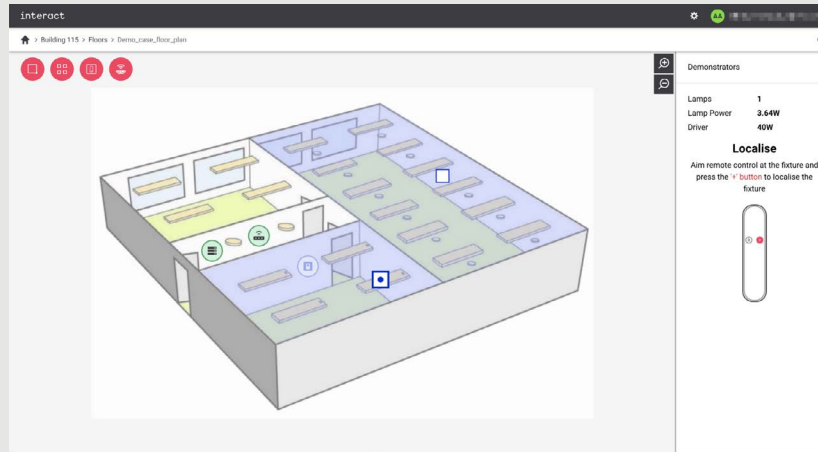 interact
AA
> Building 115 > Floors > Demo_case_floor_plan
Demonstrators
Lamps 1
Lamp Power 3.64W
Driver 40W
Localise
Aim remote control at the fixture and
press the '+' button to localise the
fixture